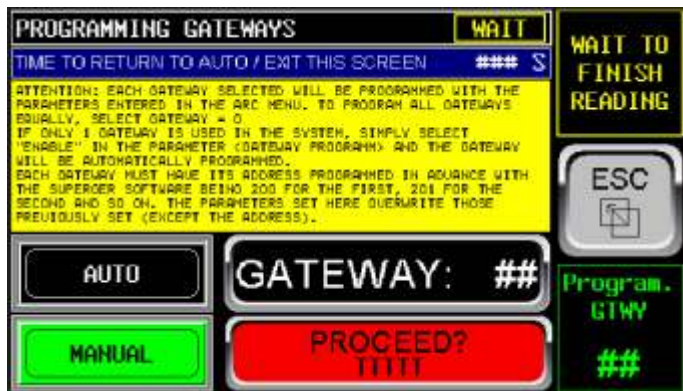 PROGRAMMING GATEWAYS
WAIT
TIME TO RETURN TO AUTO / EXIT THIS SCREEN ### S
ATTENTION: EACH GATEWAY SELECTED WILL BE PROGRAMMED WITH THE
PARAMETERS ENTERED IN THE ARC MENU. TO PROGRAM ALL GATEWAYS
EQUALLY, SELECT GATEWAY = 0
IF ONLY 1 GATEWAY IS USED IN THE SYSTEM, SIMPLY SELECT
"ENABLE" IN THE PARAMETER (GATEWAY PROGRAMM) AND THE GATEWAY
WILL BE AUTOMATICALLY PROGRAMMED.
EACH GATEWAY MUST HAVE ITS ADDRESS PROGRAMMED IN ADVANCE WITH
THE SUPERGER SOFTWARE BEING 200 FOR THE FIRST, 201 FOR THE
SECOND AND SO ON. THE PARAMETERS SET HERE OVERWRITE THOSE
PREVIOUSLY SET (EXCEPT THE ADDRESS).
WAIT TO
FINISH
READING
ESC
AUTO
GATEWAY: ##
MANUAL
PROCEED?
TTTTT
Program.
GTWY
##